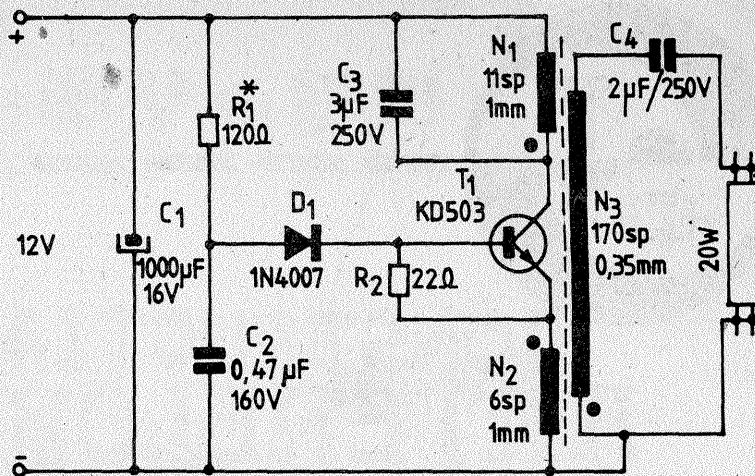 +
12V
-
C1
1000µF
16V
R1*
120Ω
C2
0,47µF
160V
D1
1N4007
R2
22Ω
C3
3µF
250V
T1
KD503
N1
11sp
1mm
N2
6sp
1mm
N3
170sp
0,35mm
C4
2µF/250V
20W